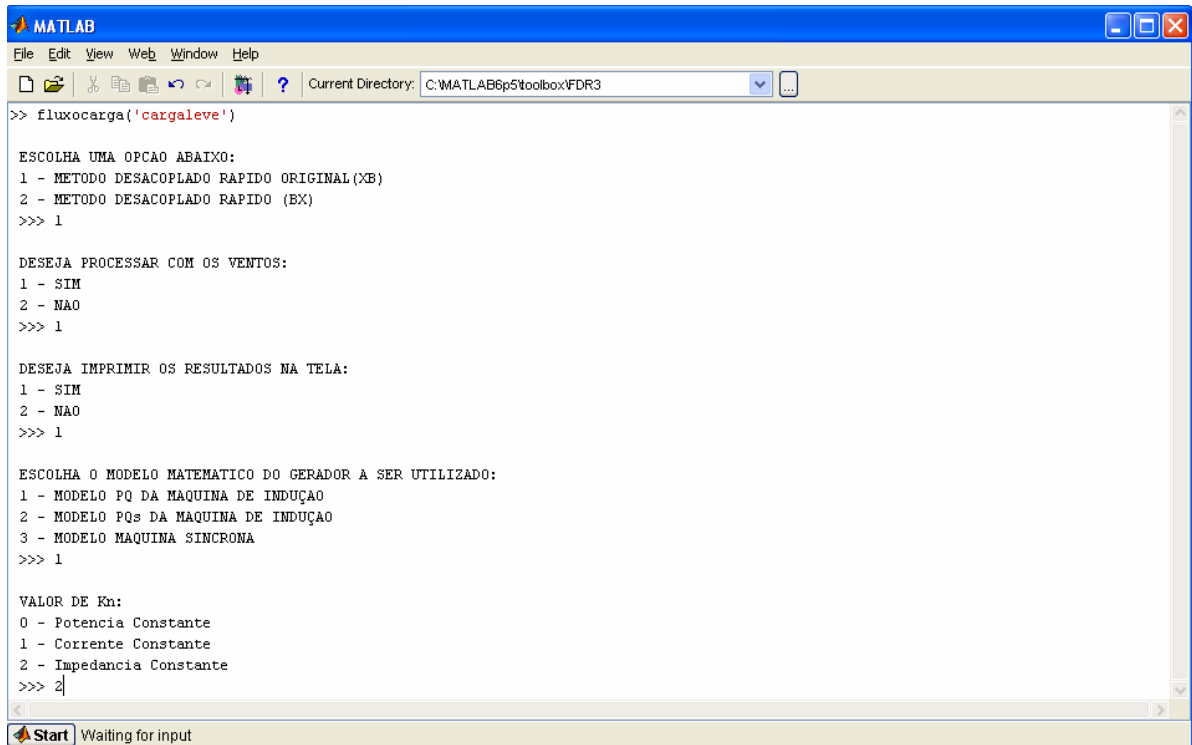 MATLAB
File Edit View Web Window Help
? Current Directory: C:\MATLAB6p5\toolbox\FDR3 ...
>> fluxocarga('cargaleve')
ESCOLHA UMA OPCAO ABAIXO:
1 - METODO DESACOPLADO RAPIDO ORIGINAL(XB)
2 - METODO DESACOPLADO RAPIDO (BX)
>>> 1
DESEJA PROCESSAR COM OS VENTOS:
1 - SIM
2 - NAO
>>> 1
DESEJA IMPRIMIR OS RESULTADOS NA TELA:
1 - SIM
2 - NAO
>>> 1
ESCOLHA O MODELO MATEMATICO DO GERADOR A SER UTILIZADO:
1 - MODELO PQ DA MAQUINA DE INDUÇAO
2 - MODELO PQs DA MAQUINA DE INDUÇAO
3 - MODELO MAQUINA SINCRONA
>>> 1
VALOR DE Kn:
0 - Potencia Constante
1 - Corrente Constante
2 - Impedancia Constante
>>> 2
Start Waiting for input